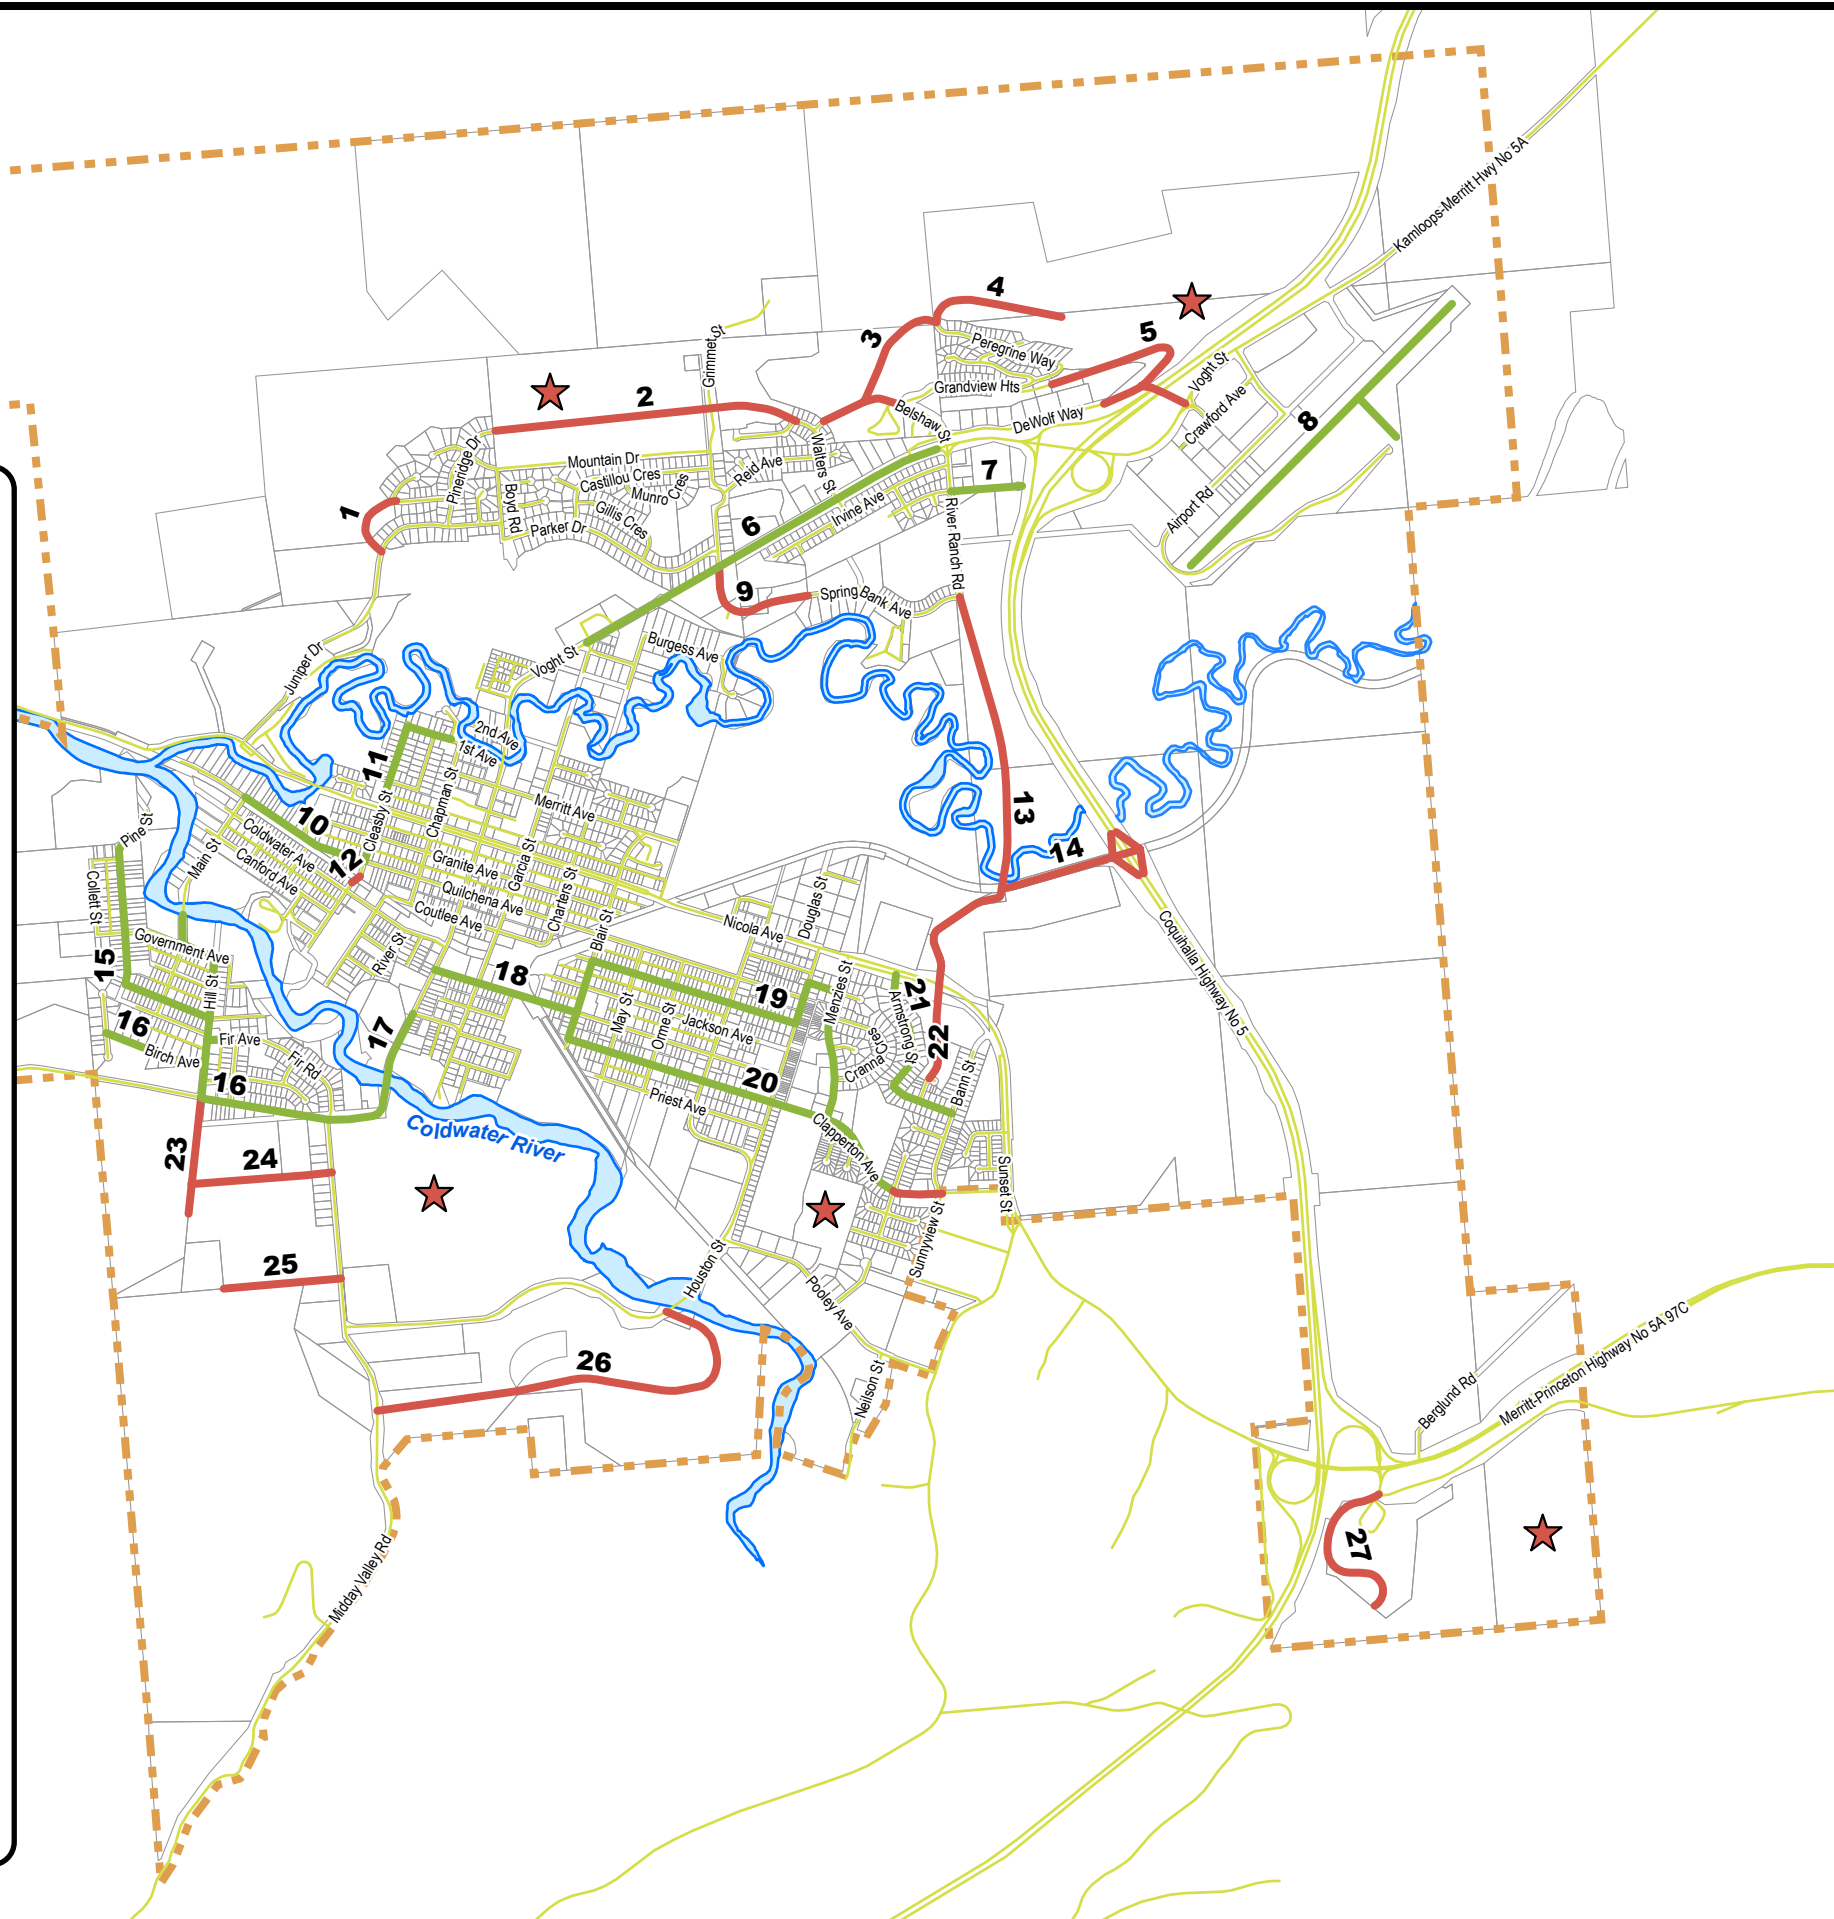 Kamloops-Merritt Hwy No 5A
4
5
3
Grimmet St
Peregrine Way
Voght St
2
Grandview Hts
Crawford Ave
Belshaw St
DeWolf Way
8
Pineridge Dr
Mountain Dr
Walters St
Reid Ave
7
Castillou Cres
Munro Cres
Boyd Rd
1
Gillis Cres
Parker Dr
6
Irvine Ave
River Ranch Rd
Airport Rd
9
Spring Bank Ave
Burgess Ave
Voght St
Juniper Dr
2nd Ave
1st Ave
11
Chapman St
Merritt Ave
13
10
Cleasby St
Pine St
Coldwater Ave
Main St
12
Canford Ave
Granite Ave
Garcia St
14
Collett St
Quilchena Ave
Charters St
Douglas St
Coutlee Ave
Blair St
Nicola Ave
Coquihalla Highway No 5
Government Ave
River St
15
18
Hill St
19
Menzies St
21
Armstrong St
16
May St
Orme St
Jackson Ave
17
22
Fir Ave
Birch Ave
Fir Rd
Cranna Cres
16
20
Bann St
Priest Ave
Coldwater River
Clapperton Ave
23
24
Sunset St
Sunnyview St
25
Houston St
Pooley Ave
26
Neilson St
Berglund Rd
Merritt-Princeton Highway No 5A 97C
27
Midday Valley Rd